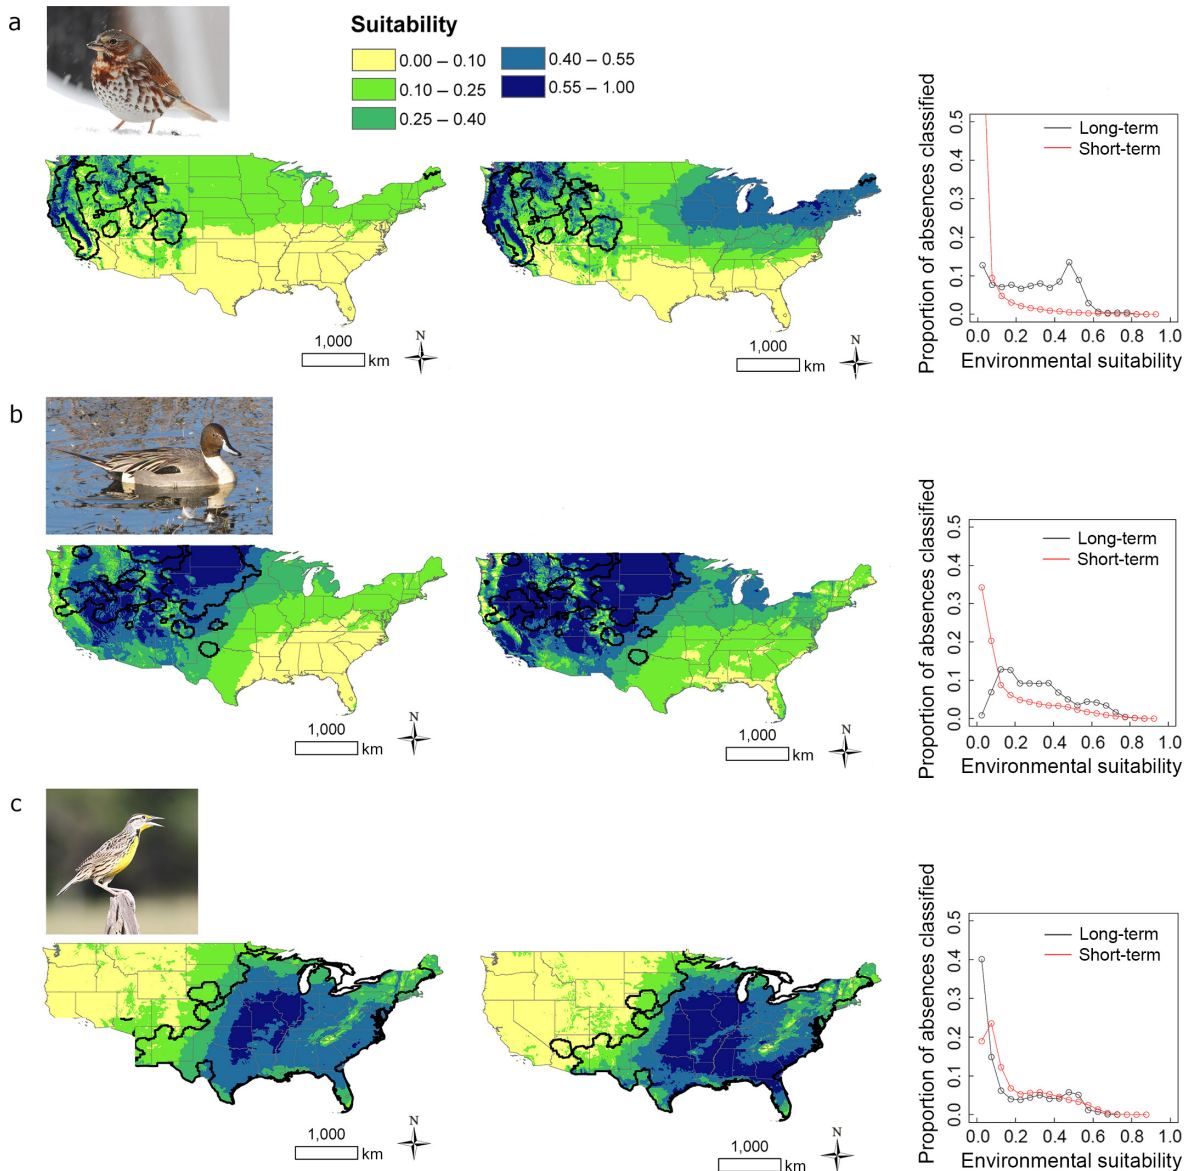 a
Suitability
0.00 – 0.10
0.10 – 0.25
0.25 – 0.40
0.40 – 0.55
0.55 – 1.00
1,000
km
N
1,000
km
N
Proportion of absences classified
0.5
0.4
0.3
0.2
0.1
0.0
Long-term
Short-term
0.0 0.2 0.4 0.6 0.8 1.0
Environmental suitability
b
1,000
km
N
1,000
km
N
Proportion of absences classified
0.5
0.4
0.3
0.2
0.1
0.0
Long-term
Short-term
0.0 0.2 0.4 0.6 0.8 1.0
Environmental suitability
c
1,000
km
N
1,000
km
N
Proportion of absences classified
0.5
0.4
0.3
0.2
0.1
0.0
Long-term
Short-term
0.0 0.2 0.4 0.6 0.8 1.0
Environmental suitability